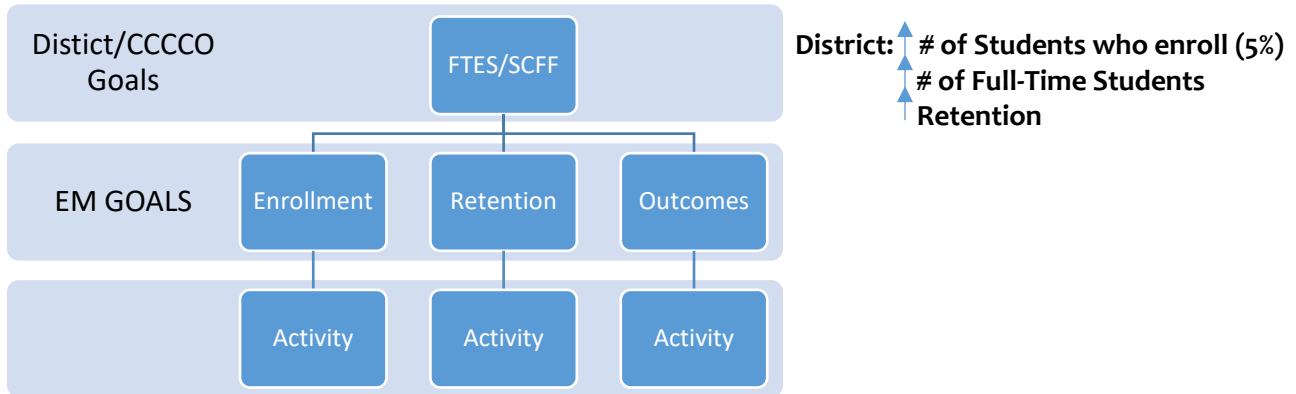 Distict/CCCCO
Goals
FTES/SCFF
District: # of Students who enroll (5%)
# of Full-Time Students
Retention
EM GOALS
Enrollment
Retention
Outcomes
Activity
Activity
Activity